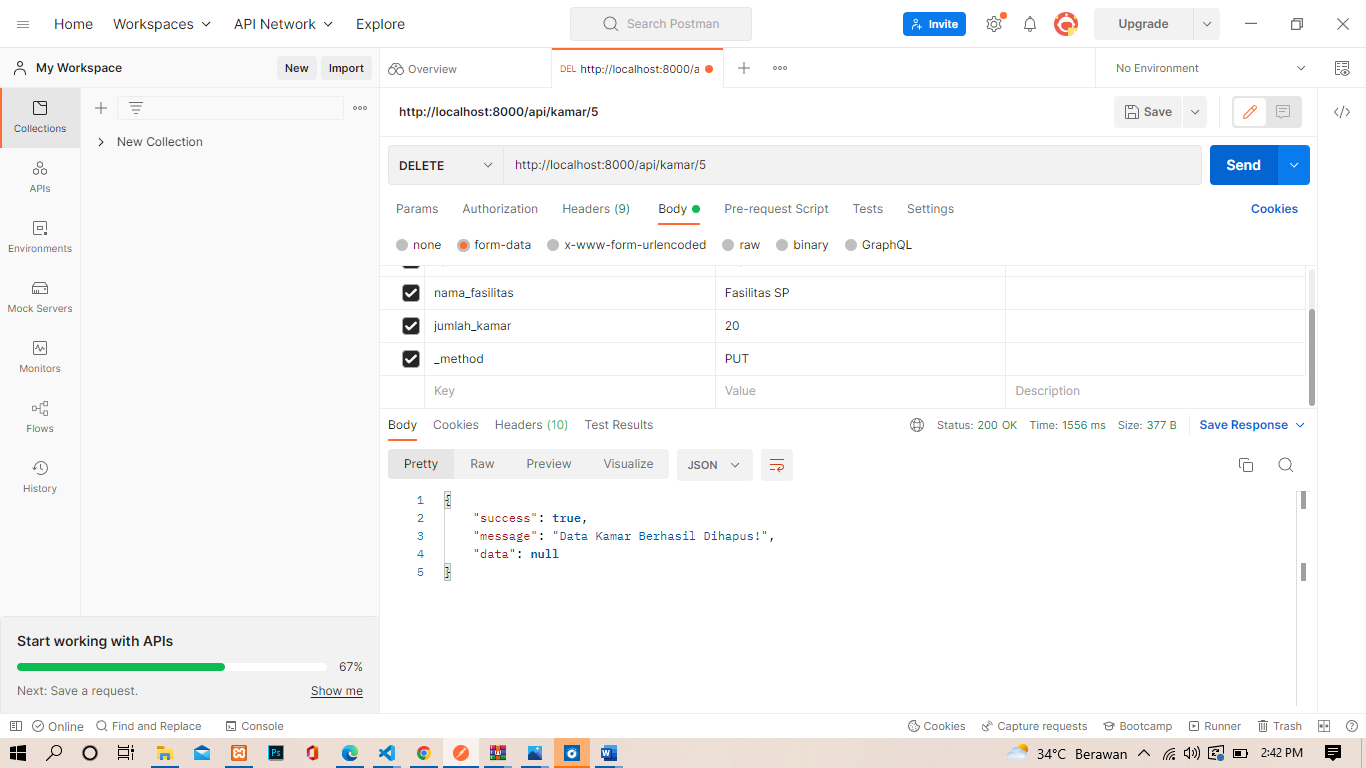 Home Workspaces API Network Explore Search Postman Invite Upgrade
My Workspace New Import Overview DEL http://localhost:8000/a No Environment
Collections
APIs
Environments
Mock Servers
Monitors
Flows
History
New Collection
http://localhost:8000/api/kamar/5 Save
DELETE http://localhost:8000/api/kamar/5 Send
Params Authorization Headers (9) Body Pre-request Script Tests Settings Cookies
none form-data x-www-form-urlencoded raw binary GraphQL
nama_fasilitas Fasilitas SP
jumlah_kamar 20
_method PUT
Key Value Description
Body Cookies Headers (10) Test Results Status: 200 OK Time: 1556 ms Size: 377 B Save Response
Pretty Raw Preview Visualize JSON
1 {
2 "success": true,
3 "message": "Data Kamar Berhasil Dihapus!",
4 "data": null
5 }
Start working with APIs
67%
Next: Save a request. Show me
Online Find and Replace Console Cookies Capture requests Bootcamp Runner Trash
34°C Berawan 2:42 PM